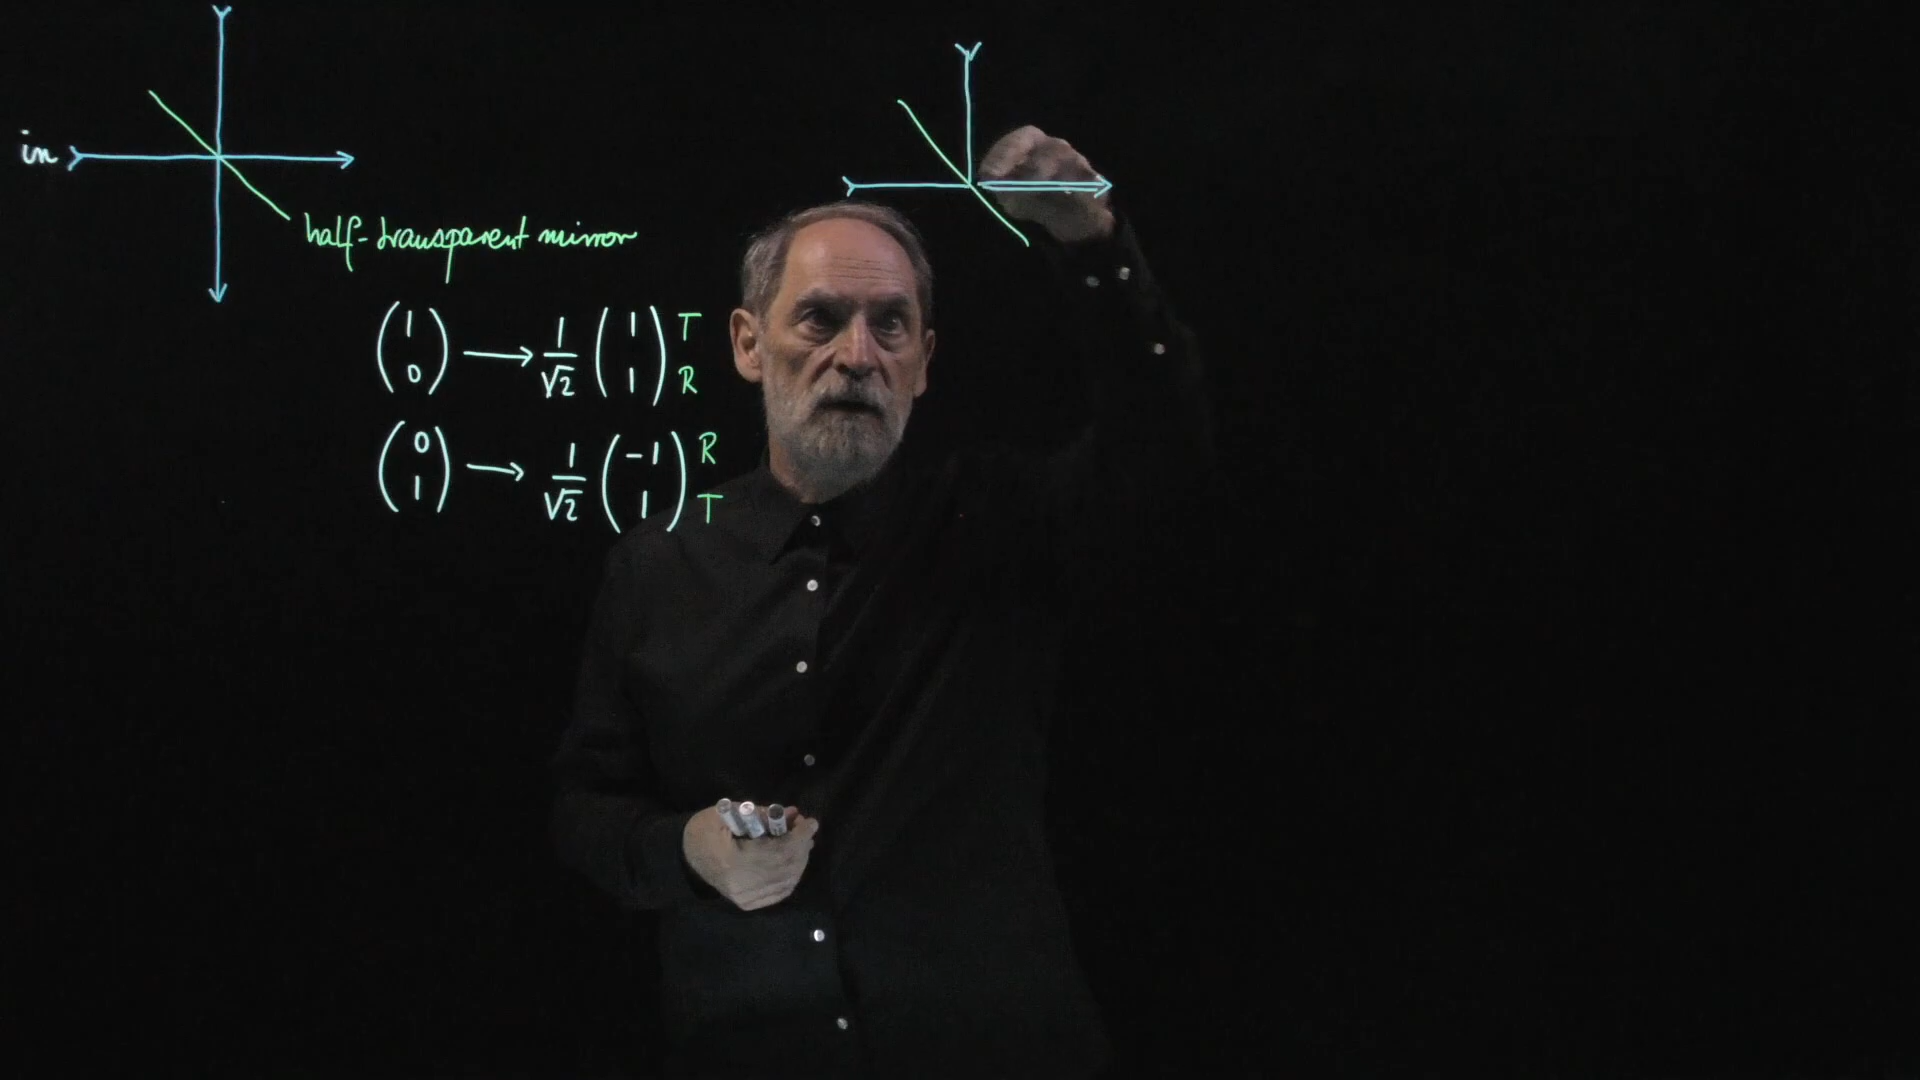 in
half-transparent mirror
(1 0) → 1/√2 (1 1) T R
(0 1) → 1/√2 (-1 1) R T